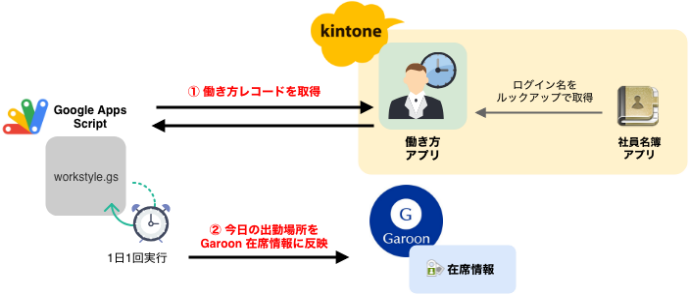 kintone
① 働き方レコードを取得
ログイン名を
ルックアップで取得
Google Apps
Script
働き方
アプリ
社員名簿
アプリ
workstyle.gs
② 今日の出勤場所を
Garoon 在席情報に反映
1日1回実行
G
Garoon
在席情報